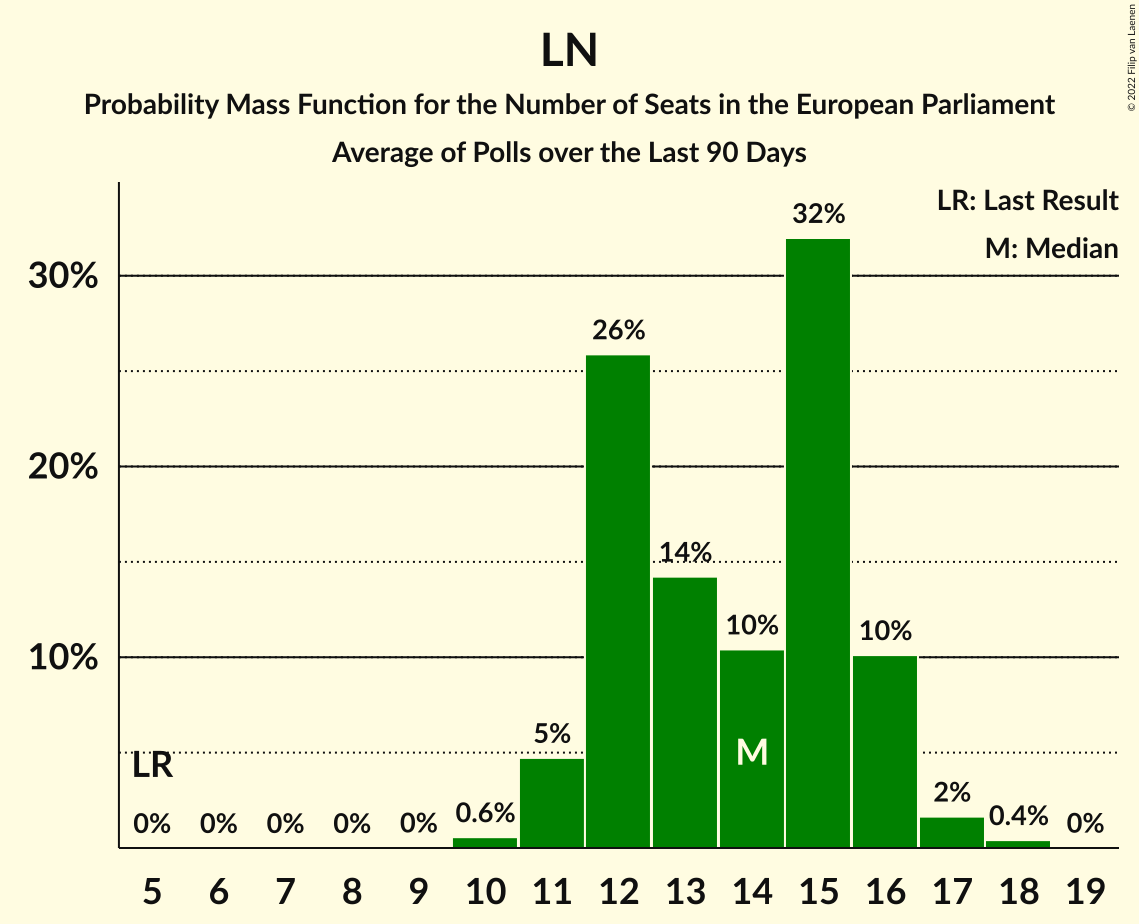 LN
Probability Mass Function for the Number of Seats in the European Parliament
Average of Polls over the Last 90 Days
© 2022 Filip van Laenen
LR: Last Result
M: Median
30%
20%
10%
LR
0%
0%
0%
0%
0%
0.6%
5%
26%
14%
10%
M
32%
10%
2%
0.4%
0%
5 6 7 8 9 10 11 12 13 14 15 16 17 18 19